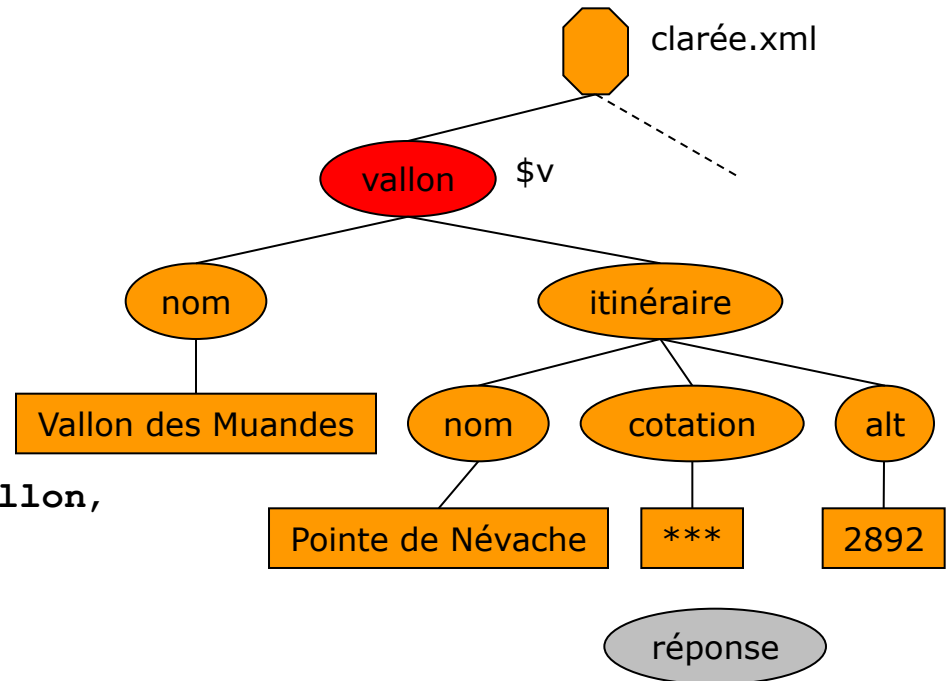 clarée.xml
vallon
$v
nom
itinéraire
Vallon des Muandes
nom
cotation
alt
llon,
Pointe de Névache
***
2892
réponse